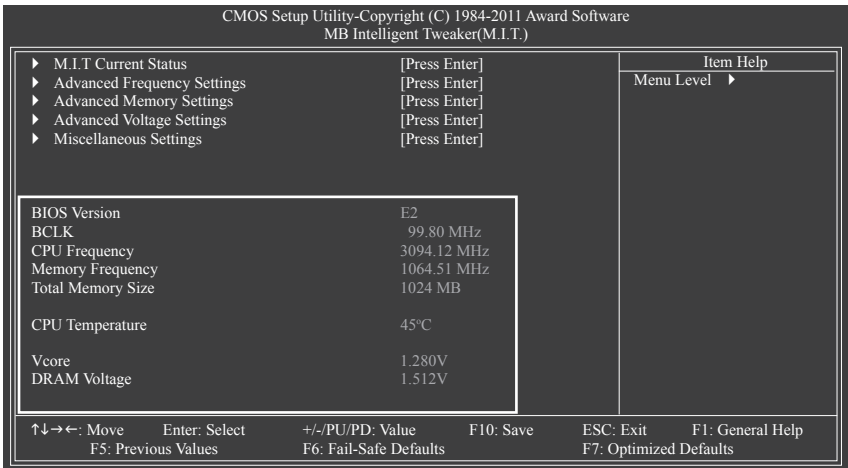 CMOS Setup Utility-Copyright (C) 1984-2011 Award Software
MB Intelligent Tweaker(M.I.T.)
M.I.T Current Status [Press Enter]
Advanced Frequency Settings [Press Enter]
Advanced Memory Settings [Press Enter]
Advanced Voltage Settings [Press Enter]
Miscellaneous Settings [Press Enter]
Item Help
Menu Level
BIOS Version E2
BCLK 99.80 MHz
CPU Frequency 3094.12 MHz
Memory Frequency 1064.51 MHz
Total Memory Size 1024 MB
CPU Temperature 45°C
Vcore 1.280V
DRAM Voltage 1.512V
↑↓→←: Move Enter: Select +/-/PU/PD: Value F10: Save ESC: Exit F1: General Help
F5: Previous Values F6: Fail-Safe Defaults F7: Optimized Defaults